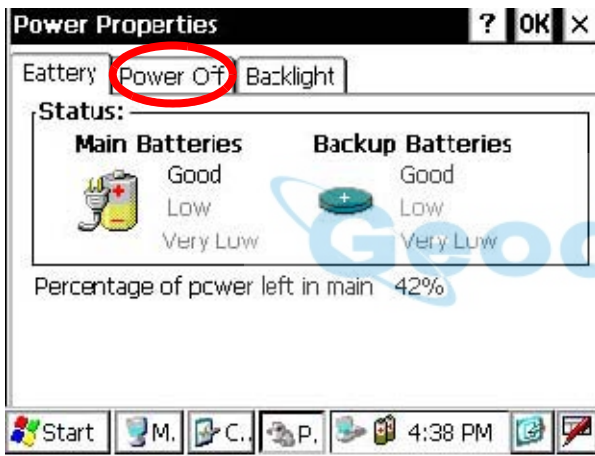 Power Properties ? OK ×
Battery Power Off Backlight
Status:
Main Batteries Backup Batteries
Good Good
Low Low
Very Low Very Low
Percentage of power left in main 42%
Start M. C. P. 4:38 PM